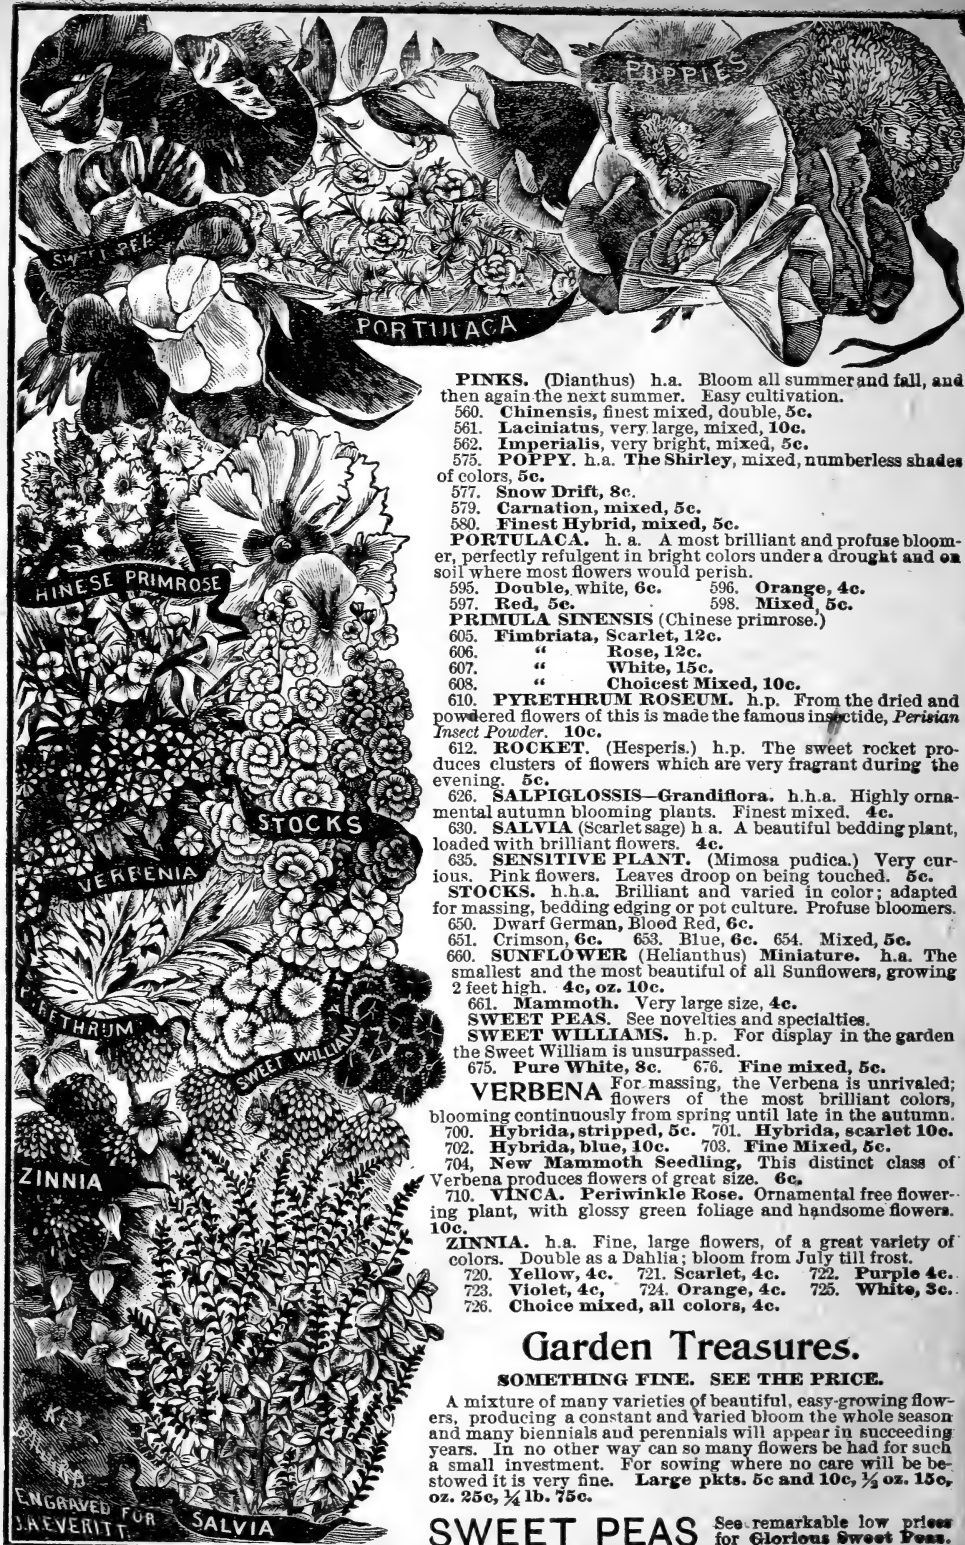 POPPIES
SWEET PEA
PORTULACA
HINESE PRIMROSE
STOCKS
VERBENIA
RETHRUM
SWEET WILLIAM
ZINNIA
KEY
ENGRAVED FOR
J.A.EVERITT.
SALVIA
PINKS. (Dianthus) h.a. Bloom all summer and fall, and
then again the next summer. Easy cultivation.
560. Chinensis, finest mixed, double, 5c.
561. Laciniatus, very large, mixed, 10c.
562. Imperialis, very bright, mixed, 5c.
575. POPPY. h.a. The Shirley, mixed, numberless shades
of colors, 5c.
577. Snow Drift, 8c.
579. Carnation, mixed, 5c.
580. Finest Hybrid, mixed, 5c.
PORTULACA. h. a. A most brilliant and profuse bloom-
er, perfectly refulgent in bright colors under a drought and on
soil where most flowers would perish.
595. Double, white, 6c. 596. Orange, 4c.
597. Red, 5c. 598. Mixed, 5c.
PRIMULA SINENSIS (Chinese primrose.)
605. Fimbriata, Scarlet, 12c.
606. “ Rose, 12c.
607. “ White, 15c.
608. “ Choicest Mixed, 10c.
610. PYRETHRUM ROSEUM. h.p. From the dried and
powdered flowers of this is made the famous insectide, Perisian
Insect Powder. 10c.
612. ROCKET. (Hesperis.) h.p. The sweet rocket pro-
duces clusters of flowers which are very fragrant during the
evening. 5c.
626. SALPIGLOSSIS—Grandiflora. h.h.a. Highly orna-
mental autumn blooming plants. Finest mixed. 4c.
630. SALVIA (Scarlet sage) h a. A beautiful bedding plant,
loaded with brilliant flowers. 4c.
635. SENSITIVE PLANT. (Mimosa pudica.) Very cur-
ious. Pink flowers. Leaves droop on being touched. 5c.
STOCKS. h.h.a. Brilliant and varied in color; adapted
for massing, bedding edging or pot culture. Profuse bloomers.
650. Dwarf German, Blood Red, 6c.
651. Crimson, 6c. 653. Blue, 6c. 654. Mixed, 5c.
660. SUNFLOWER (Helianthus) Miniature. h.a. The
smallest and the most beautiful of all Sunflowers, growing
2 feet high. 4c, oz. 10c.
661. Mammoth. Very large size, 4c.
SWEET PEAS. See novelties and specialties.
SWEET WILLIAMS. h.p. For display in the garden
the Sweet William is unsurpassed.
675. Pure White, 8c. 676. Fine mixed, 5c.
VERBENA For massing, the Verbena is unrivaled;
flowers of the most brilliant colors,
blooming continuously from spring until late in the autumn.
700. Hybrida, stripped, 5c. 701. Hybrida, scarlet 10c.
702. Hybrida, blue, 10c. 703. Fine Mixed, 5c.
704, New Mammoth Seedling, This distinct class of
Verbena produces flowers of great size. 6c.
710. VINCA. Periwinkle Rose. Ornamental free flower-
ing plant, with glossy green foliage and handsome flowers.
10c.
ZINNIA. h.a. Fine, large flowers, of a great variety of
colors. Double as a Dahlia; bloom from July till frost.
720. Yellow, 4c. 721. Scarlet, 4c. 722. Purple 4c.
723. Violet, 4c, 724. Orange, 4c. 725. White, 3c.
726. Choice mixed, all colors, 4c.
Garden Treasures.
SOMETHING FINE. SEE THE PRICE.
A mixture of many varieties of beautiful, easy-growing flow-
ers, producing a constant and varied bloom the whole season
and many biennials and perennials will appear in succeeding
years. In no other way can so many flowers be had for such
a small investment. For sowing where no care will be be-
stowed it is very fine. Large pkts. 5c and 10c, ½ oz. 15c,
oz. 25c, ¼ lb. 75c.
SWEET PEAS See remarkable low prices
for Glorious Sweet Peas.